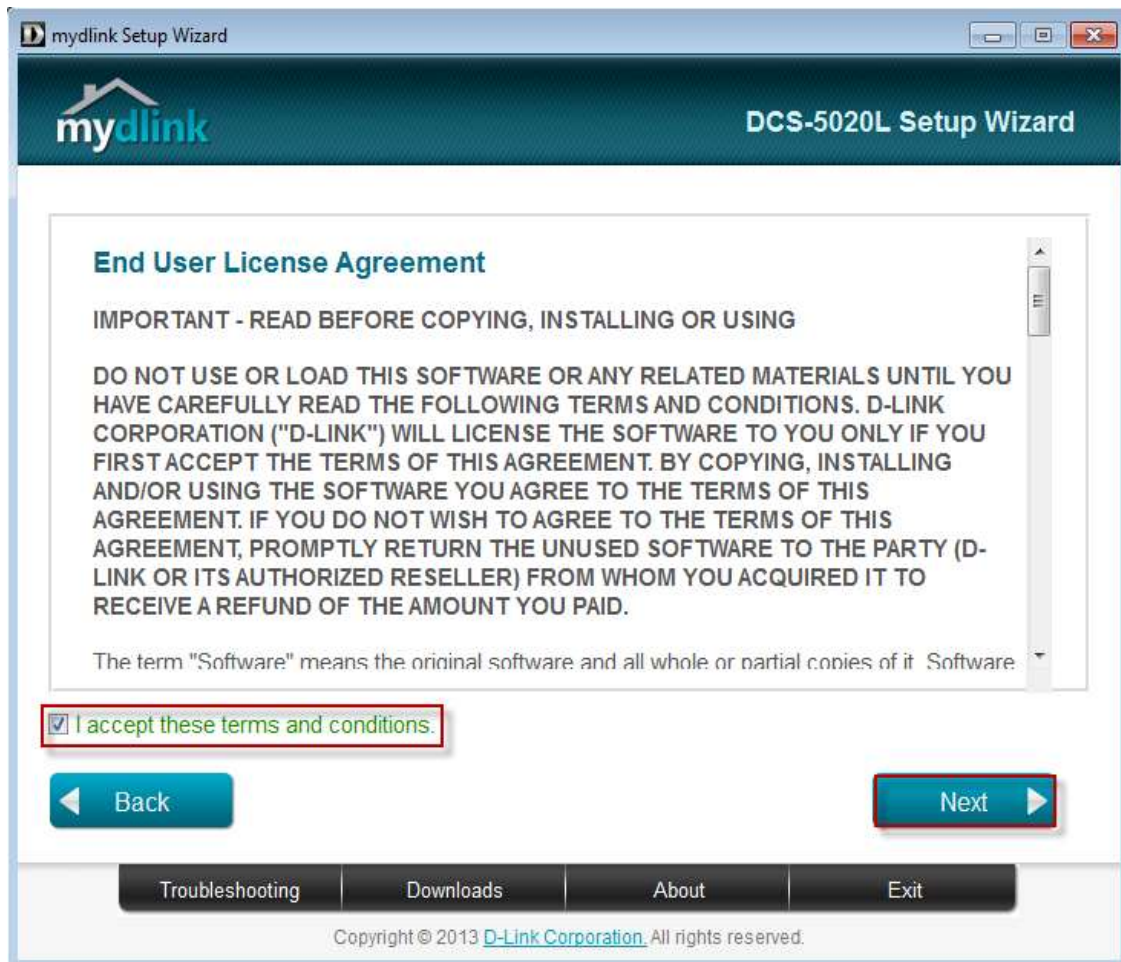 mydlink Setup Wizard
mydlink
DCS-5020L Setup Wizard
End User License Agreement
IMPORTANT - READ BEFORE COPYING, INSTALLING OR USING
DO NOT USE OR LOAD THIS SOFTWARE OR ANY RELATED MATERIALS UNTIL YOU
HAVE CAREFULLY READ THE FOLLOWING TERMS AND CONDITIONS. D-LINK
CORPORATION ("D-LINK") WILL LICENSE THE SOFTWARE TO YOU ONLY IF YOU
FIRST ACCEPT THE TERMS OF THIS AGREEMENT. BY COPYING, INSTALLING
AND/OR USING THE SOFTWARE YOU AGREE TO THE TERMS OF THIS
AGREEMENT. IF YOU DO NOT WISH TO AGREE TO THE TERMS OF THIS
AGREEMENT, PROMPTLY RETURN THE UNUSED SOFTWARE TO THE PARTY (D-
LINK OR ITS AUTHORIZED RESELLER) FROM WHOM YOU ACQUIRED IT TO
RECEIVE A REFUND OF THE AMOUNT YOU PAID.
The term "Software" means the original software and all whole or partial copies of it. Software
I accept these terms and conditions.
Back
Next
Troubleshooting
Downloads
About
Exit
Copyright © 2013 D-Link Corporation. All rights reserved.